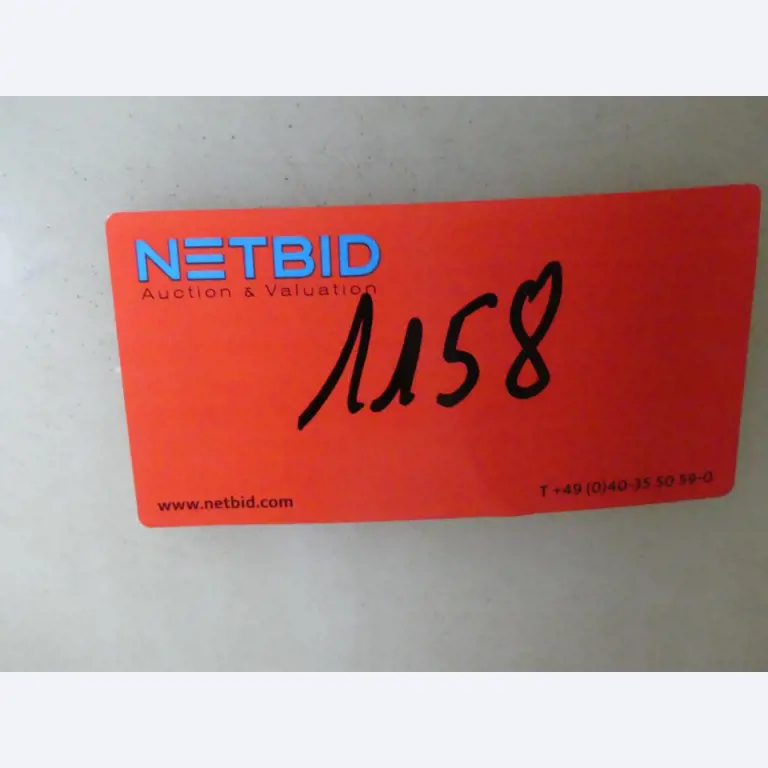 NETBID
Auction & Valuation
1158
www.netbid.com
T +49 (0)40-35 50 59-0